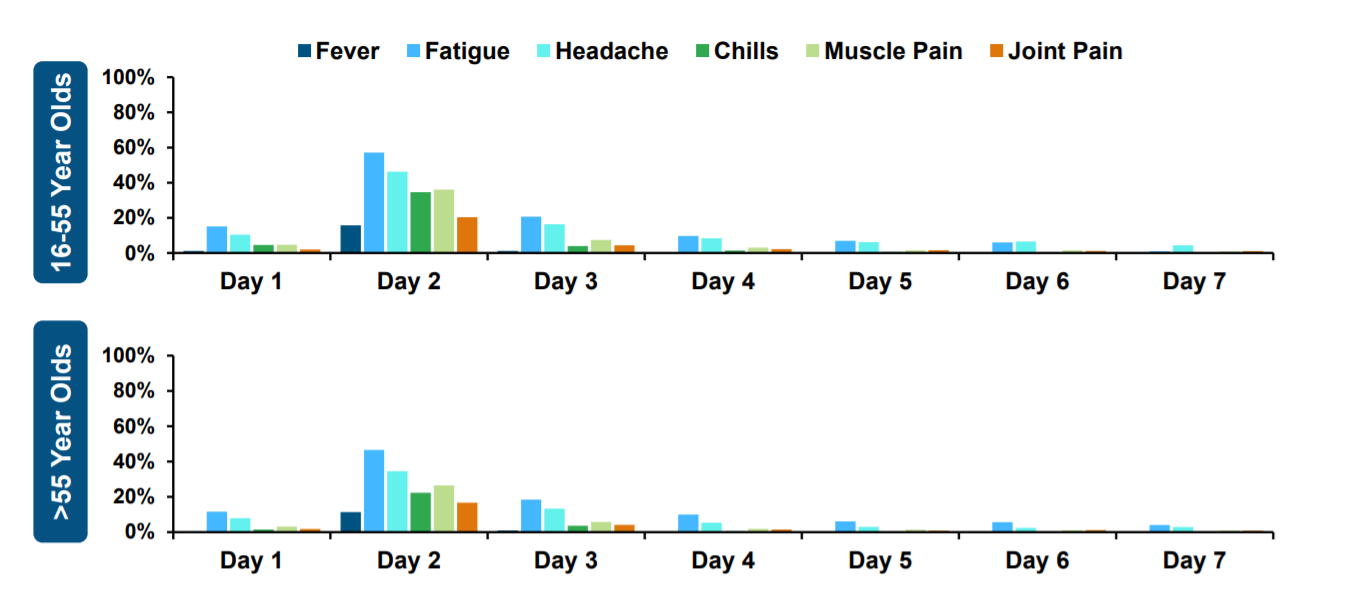 Fever Fatigue Headache Chills Muscle Pain Joint Pain
16-55 Year Olds
100%
80%
60%
40%
20%
0%
Day 1 Day 2 Day 3 Day 4 Day 5 Day 6 Day 7
>55 Year Olds
100%
80%
60%
40%
20%
0%
Day 1 Day 2 Day 3 Day 4 Day 5 Day 6 Day 7